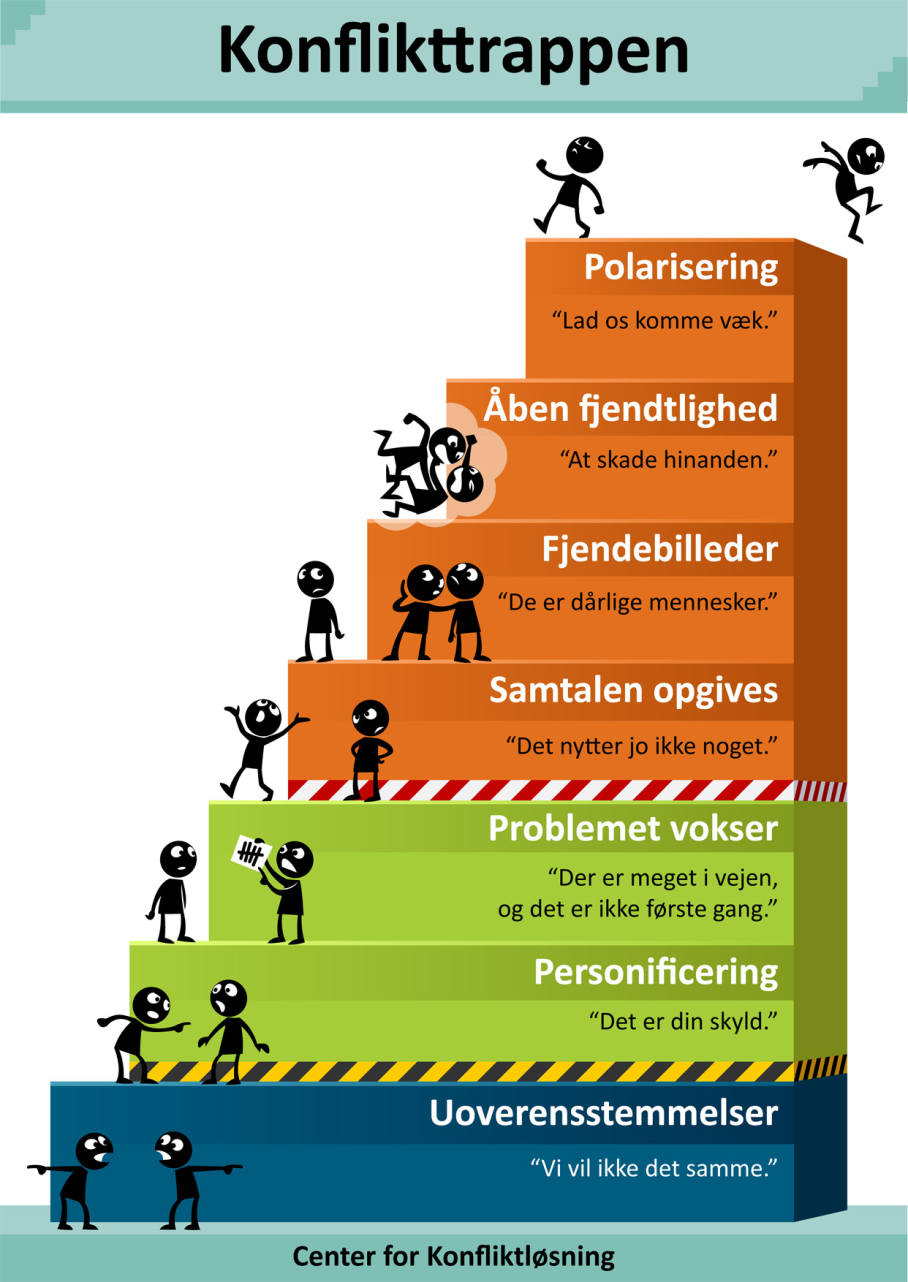 Konflikttrappen
Polarisering
“Lad os komme væk.”
Åben fjendtlighed
“At skade hinanden.”
Fjendebilleder
“De er dårlige mennesker.”
Samtalen opgives
“Det nytter jo ikke noget.”
Problemet vokser
“Der er meget i vejen,
og det er ikke første gang.”
Personificering
“Det er din skyld.”
Uoverensstemmelser
“Vi vil ikke det samme.”
Center for Konfliktløsning